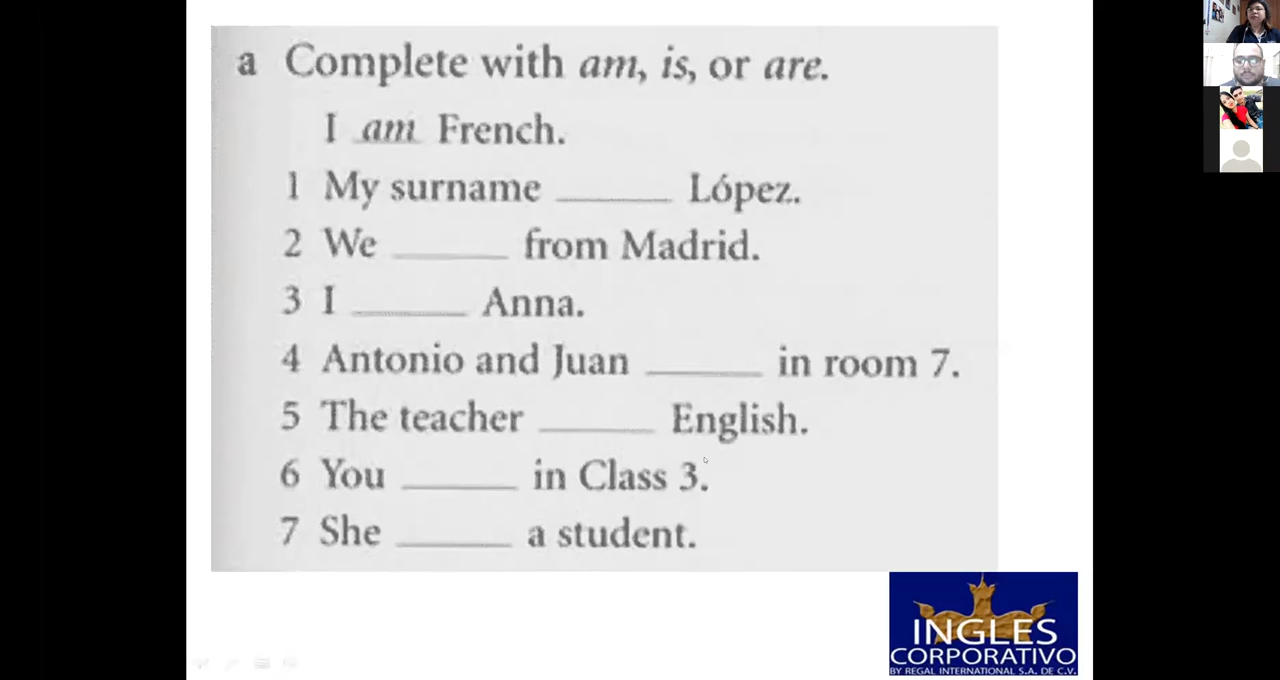 a Complete with am, is, or are.
I am French.
1 My surname ______ López.
2 We ______ from Madrid.
3 I ______ Anna.
4 Antonio and Juan ______ in room 7.
5 The teacher ______ English.
6 You ______ in Class 3.
7 She ______ a student.
INGLES
CORPORATIVO
BY REGAL INTERNATIONAL S.A. DE C.V.